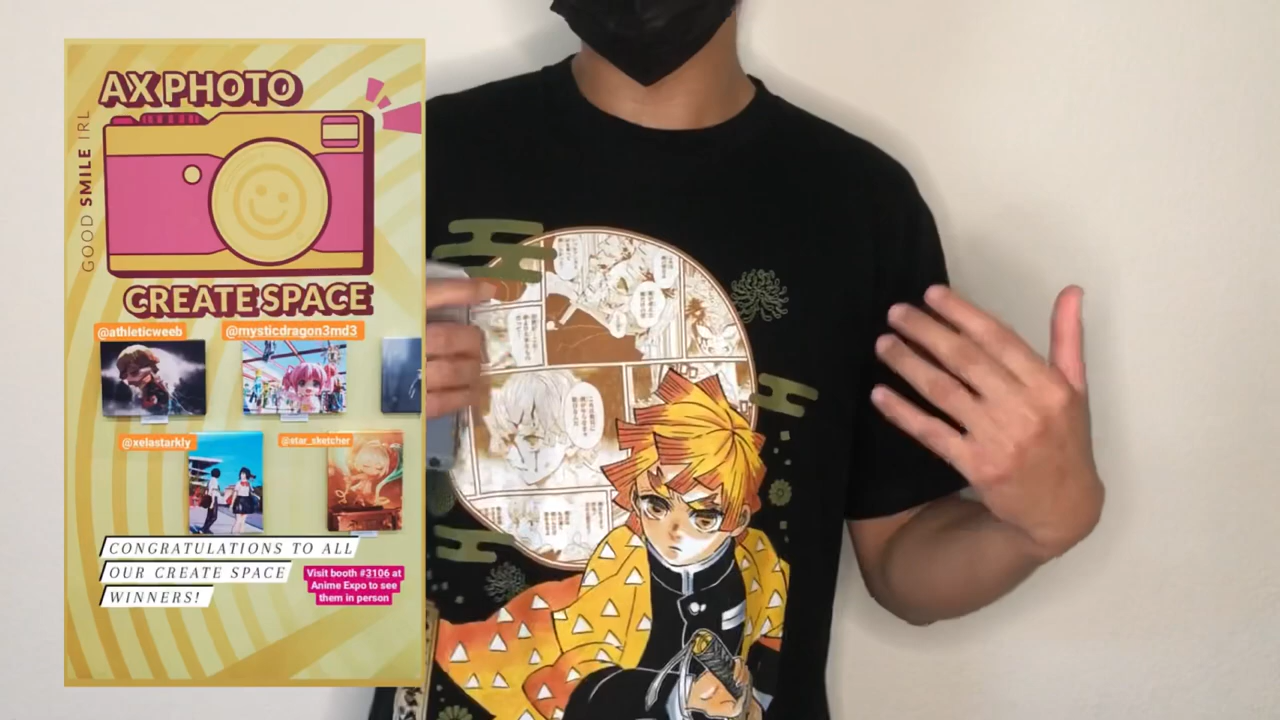 AX PHOTO
GOOD SMILE IRL
CREATE SPACE
@athleticweeb
@mysticdragon3md3
@xelastarkly
@star_sketcher
CONGRATULATIONS TO ALL
OUR CREATE SPACE
WINNERS!
Visit booth #3106 at
Anime Expo to see
them in person